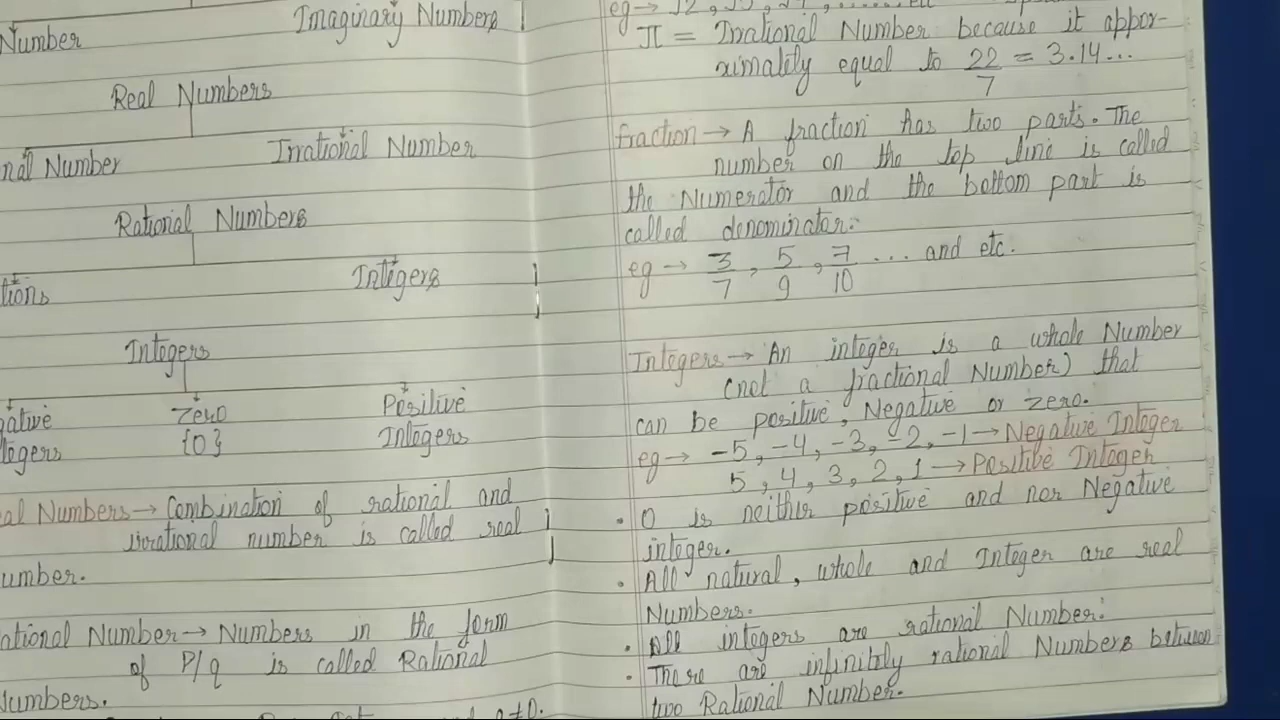 Number
Imaginary Numbers
Real Numbers
Number
Irrational Number
Rational Numbers
Integers
Integers
Zero
Positive
{0}
Integers
Numbers → Combination of rational and
irrational number is called real
Number → Numbers in the form
of P/q is called Rational
Numbers.
eg →
π = Irrational Number because it appor-
ximalily equal to 22/7 = 3.14...
fraction → A fraction has two parts. The
number on the top line is called
the Numerator and the bottom part is
called denominator:
eg → 3/7, 5/9, 7/10 ... and etc.
Integers → An integer is a whole Number
(not a fractional Number) that
can be positive, Negative or zero.
eg → -5, -4, -3, -2, -1 → Negative Integer
5, 4, 3, 2, 1 → Positive Integer
• 0 is neither positive and nor Negative
integer.
• All natural, whole and Integer are real
Numbers.
• All integers are rational Number:
• There are infinitely rational Numbers between
two Rational Number.